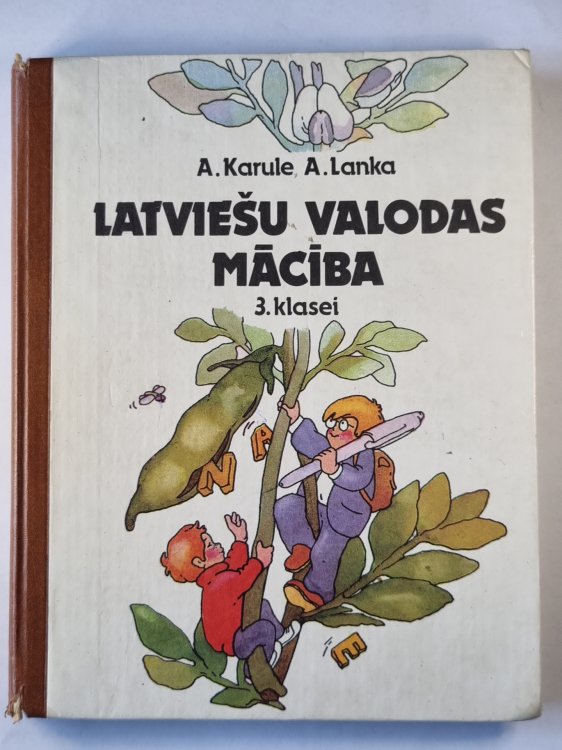 A. Karule, A. Lanka
LATVIEŠU VALODAS
MĀCĪBA
3. klasei
N A
E